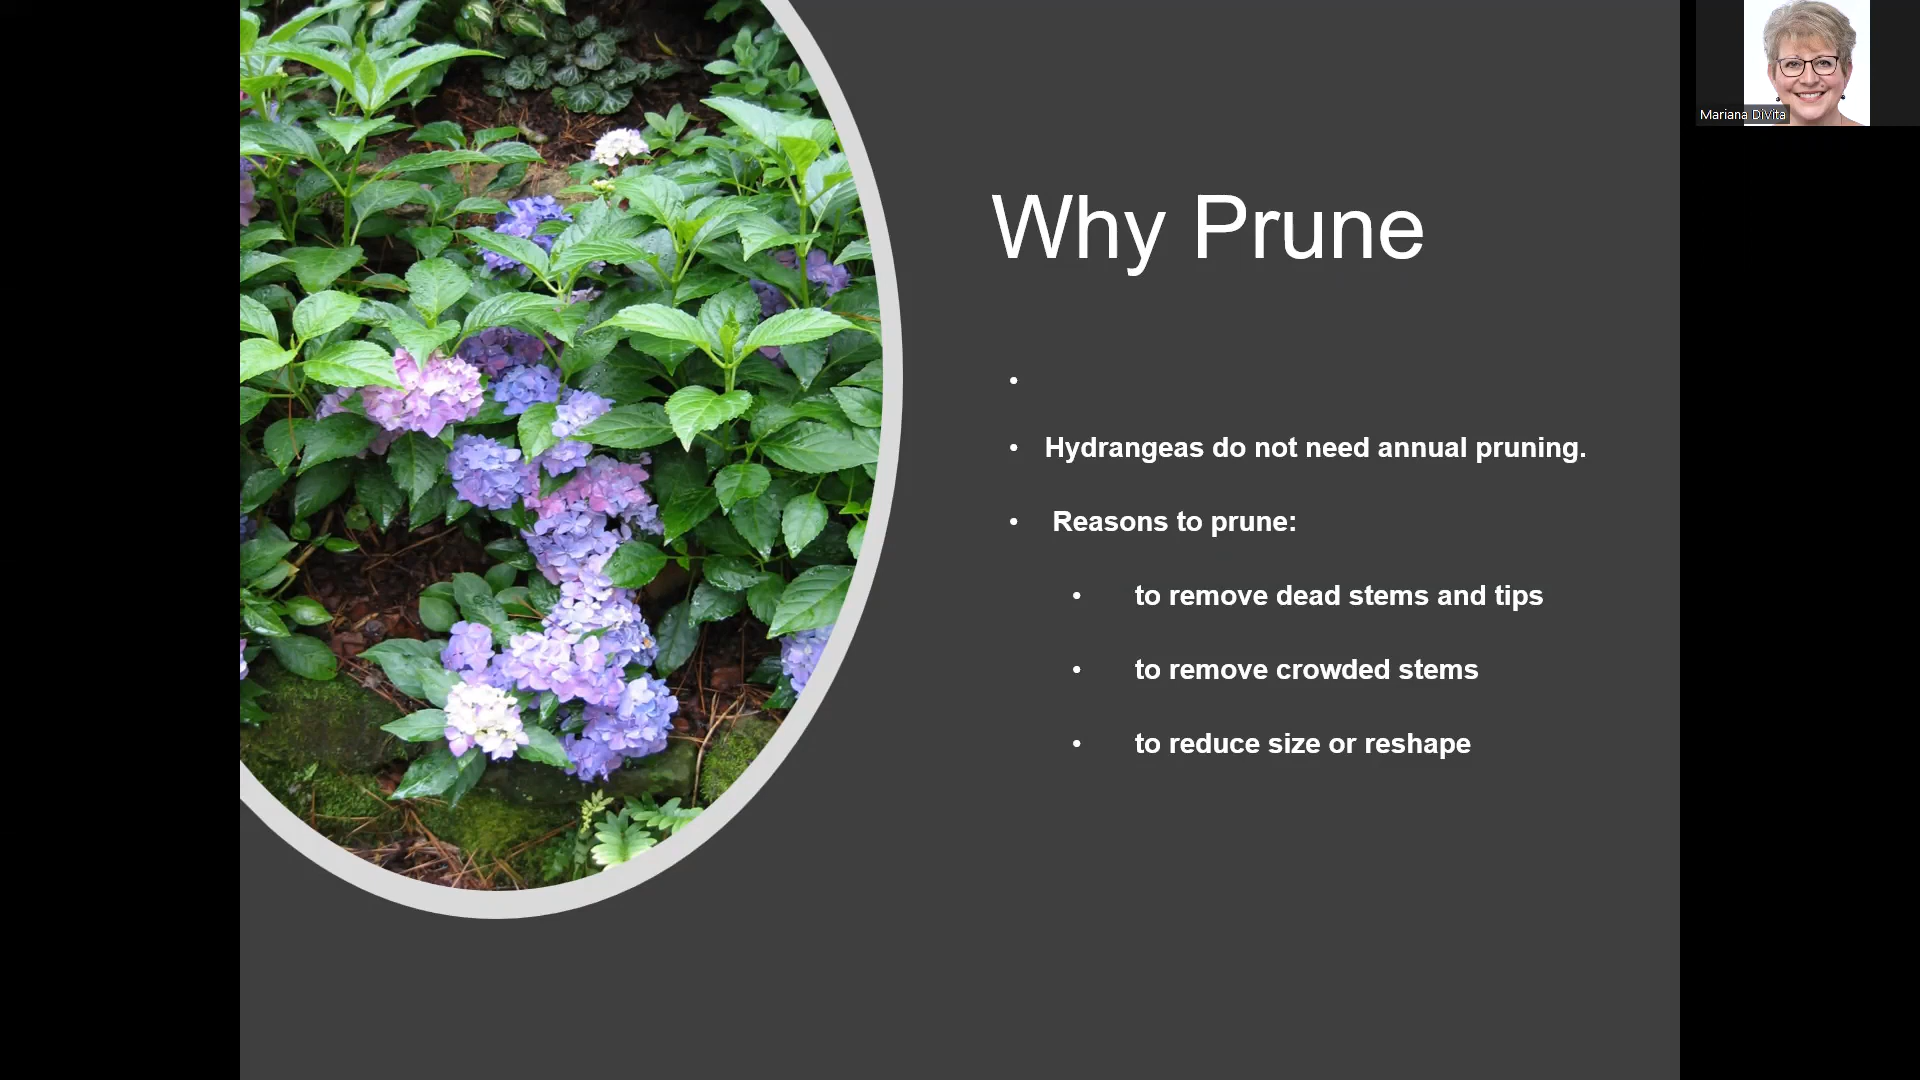 Mariana DiVita
Why Prune
•
• Hydrangeas do not need annual pruning.
• Reasons to prune:
• to remove dead stems and tips
• to remove crowded stems
• to reduce size or reshape